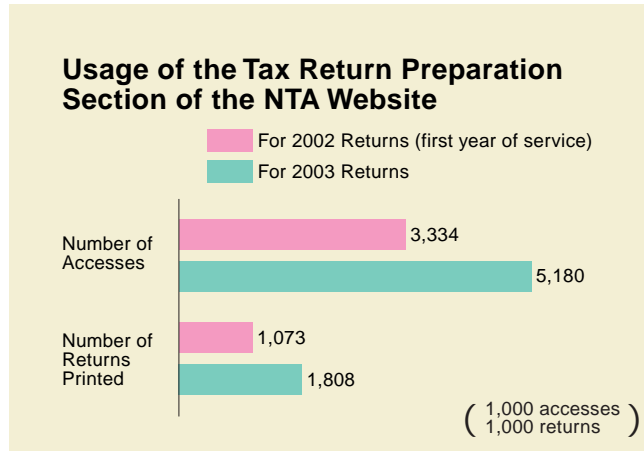 Usage of the Tax Return Preparation
Section of the NTA Website
For 2002 Returns (first year of service)
For 2003 Returns
Number of
Accesses
3,334
5,180
Number of
Returns
Printed
1,073
1,808
( 1,000 accesses
1,000 returns )